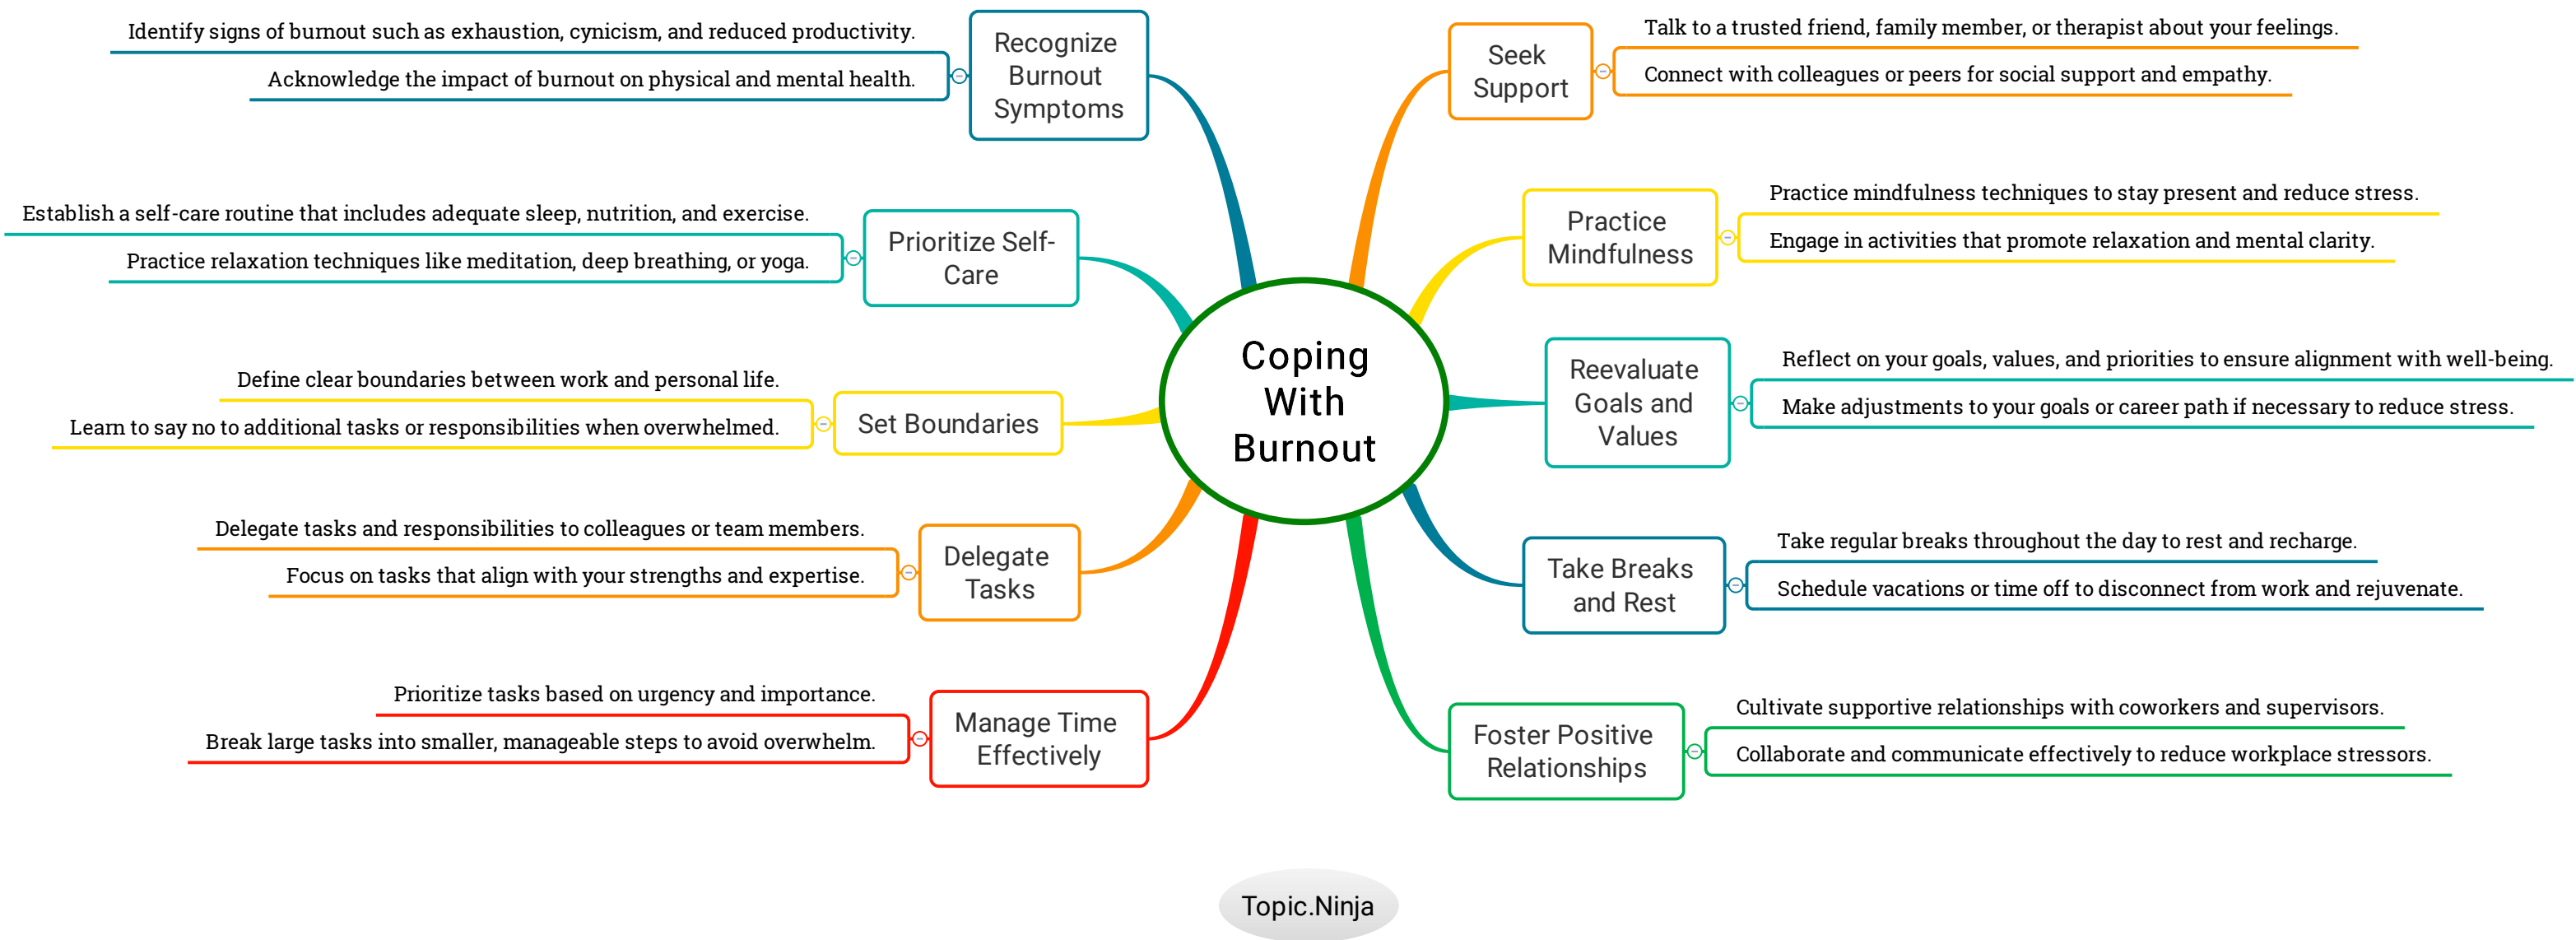 Coping
With
Burnout
Recognize
Burnout
Symptoms
Identify signs of burnout such as exhaustion, cynicism, and reduced productivity.
Acknowledge the impact of burnout on physical and mental health.
Prioritize Self-
Care
Establish a self-care routine that includes adequate sleep, nutrition, and exercise.
Practice relaxation techniques like meditation, deep breathing, or yoga.
Set Boundaries
Define clear boundaries between work and personal life.
Learn to say no to additional tasks or responsibilities when overwhelmed.
Delegate
Tasks
Delegate tasks and responsibilities to colleagues or team members.
Focus on tasks that align with your strengths and expertise.
Manage Time
Effectively
Prioritize tasks based on urgency and importance.
Break large tasks into smaller, manageable steps to avoid overwhelm.
Seek
Support
Talk to a trusted friend, family member, or therapist about your feelings.
Connect with colleagues or peers for social support and empathy.
Practice
Mindfulness
Practice mindfulness techniques to stay present and reduce stress.
Engage in activities that promote relaxation and mental clarity.
Reevaluate
Goals and
Values
Reflect on your goals, values, and priorities to ensure alignment with well-being.
Make adjustments to your goals or career path if necessary to reduce stress.
Take Breaks
and Rest
Take regular breaks throughout the day to rest and recharge.
Schedule vacations or time off to disconnect from work and rejuvenate.
Foster Positive
Relationships
Cultivate supportive relationships with coworkers and supervisors.
Collaborate and communicate effectively to reduce workplace stressors.
Topic.Ninja